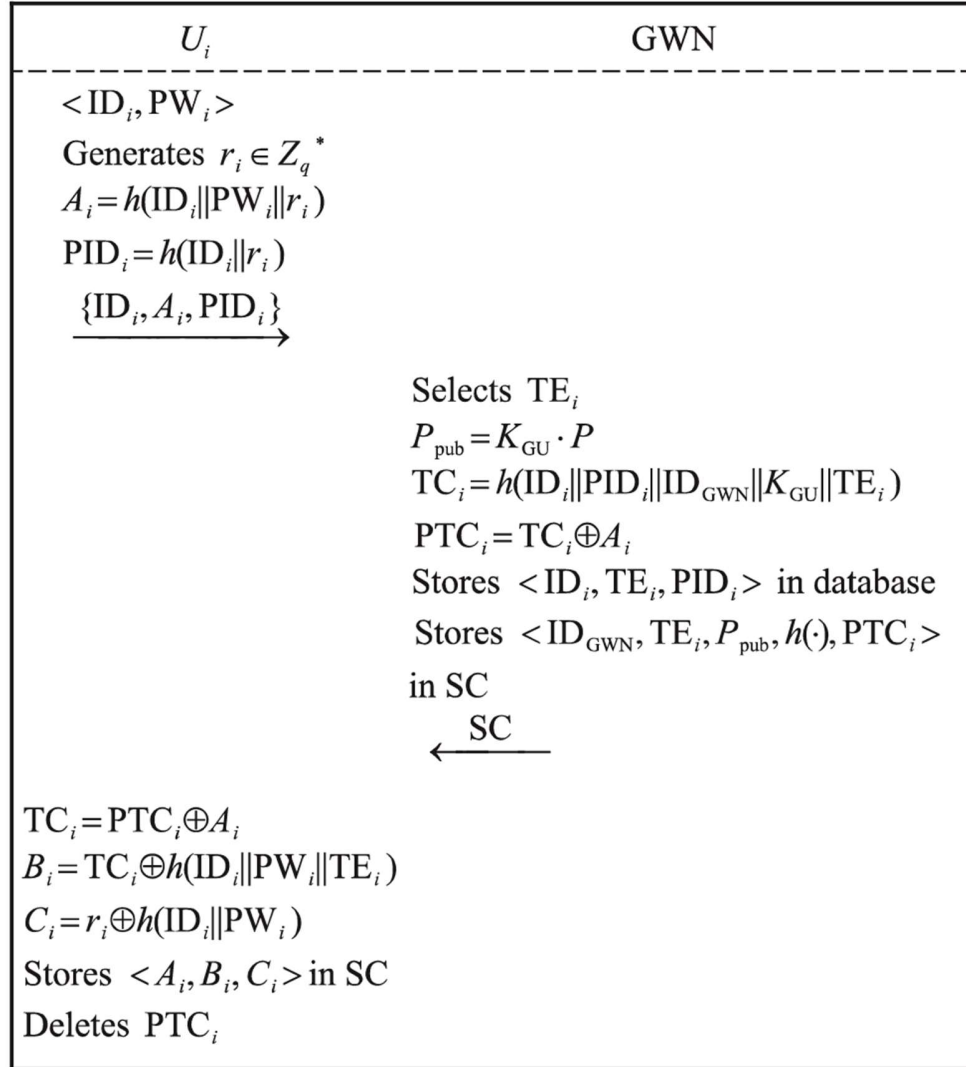 U_i GWN
<ID_i, PW_i>
Generates r_i ∈ Z_q^*
A_i = h(ID_i||PW_i||r_i)
PID_i = h(ID_i||r_i)
{ID_i, A_i, PID_i}
Selects TE_i
P_pub = K_GU · P
TC_i = h(ID_i||PID_i||ID_GWN||K_GU||TE_i)
PTC_i = TC_i ⊕ A_i
Stores <ID_i, TE_i, PID_i> in database
Stores <ID_GWN, TE_i, P_pub, h(·), PTC_i>
in SC
SC
TC_i = PTC_i ⊕ A_i
B_i = TC_i ⊕ h(ID_i||PW_i||TE_i)
C_i = r_i ⊕ h(ID_i||PW_i)
Stores <A_i, B_i, C_i> in SC
Deletes PTC_i